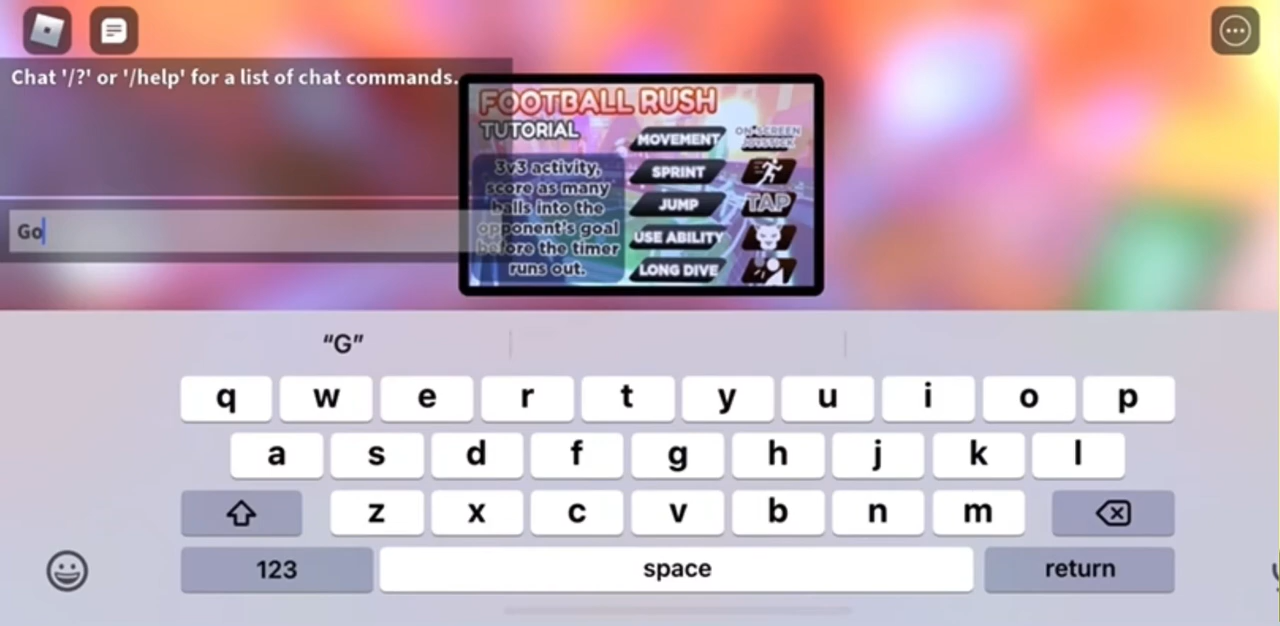 Chat '/?' or '/help' for a list of chat commands.
FOOTBALL RUSH
TUTORIAL
3v3 activity,
score as many
balls into the
opponent's goal
before the timer
runs out.
MOVEMENT
ON-SCREEN
JOYSTICK
SPRINT
JUMP
TAP
USE ABILITY
LONG DIVE
Go
“G”
q w e r t y u i o p
a s d f g h j k l
z x c v b n m
123 space return